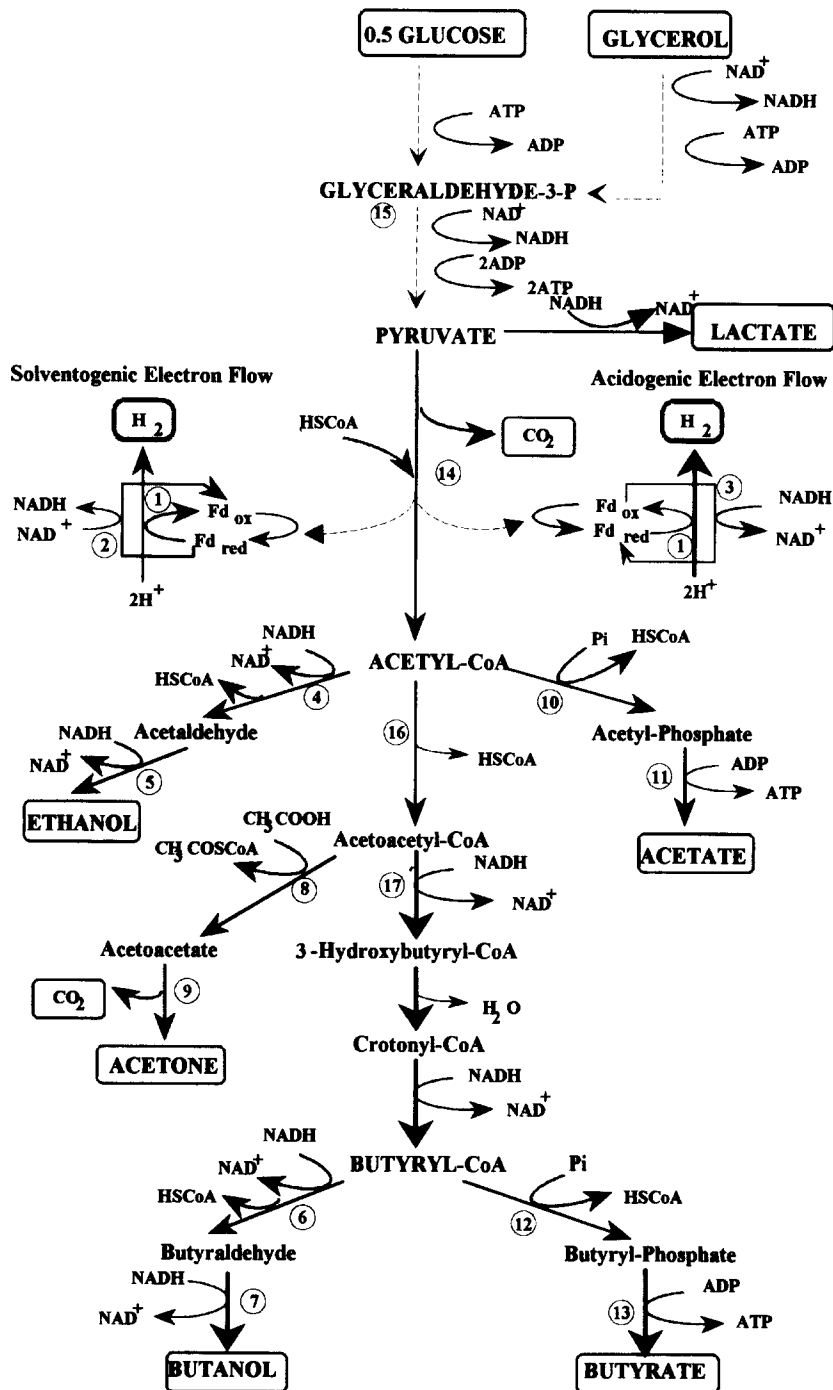 0.5 GLUCOSE
GLYCEROL
NAD+
NADH
ATP
ADP
ATP
ADP
GLYCERALDEHYDE-3-P
15
NAD+
NADH
2ADP
2ATP
NADH
NAD+
PYRUVATE
LACTATE
Solventogenic Electron Flow
Acidogenic Electron Flow
H2
H2
HSCoA
CO2
14
NADH
NAD+
1
2
Fd ox
Fd red
2H+
Fd ox
Fd red
3
1
NADH
NAD+
2H+
NADH
NAD+
HSCoA
4
ACETYL-CoA
Pi
HSCoA
10
Acetaldehyde
NADH
NAD+
5
ETHANOL
16
HSCoA
Acetyl-Phosphate
11
ADP
ATP
ACETATE
CH3COOH
CH3COSCoA
8
Acetoacetyl-CoA
17
NADH
NAD+
Acetoacetate
CO2
9
ACETONE
3-Hydroxybutyryl-CoA
H2O
Crotonyl-CoA
NADH
NAD+
NADH
NAD+
HSCoA
6
BUTYRYL-CoA
Pi
HSCoA
12
Butyraldehyde
NADH
NAD+
7
BUTANOL
Butyryl-Phosphate
13
ADP
ATP
BUTYRATE